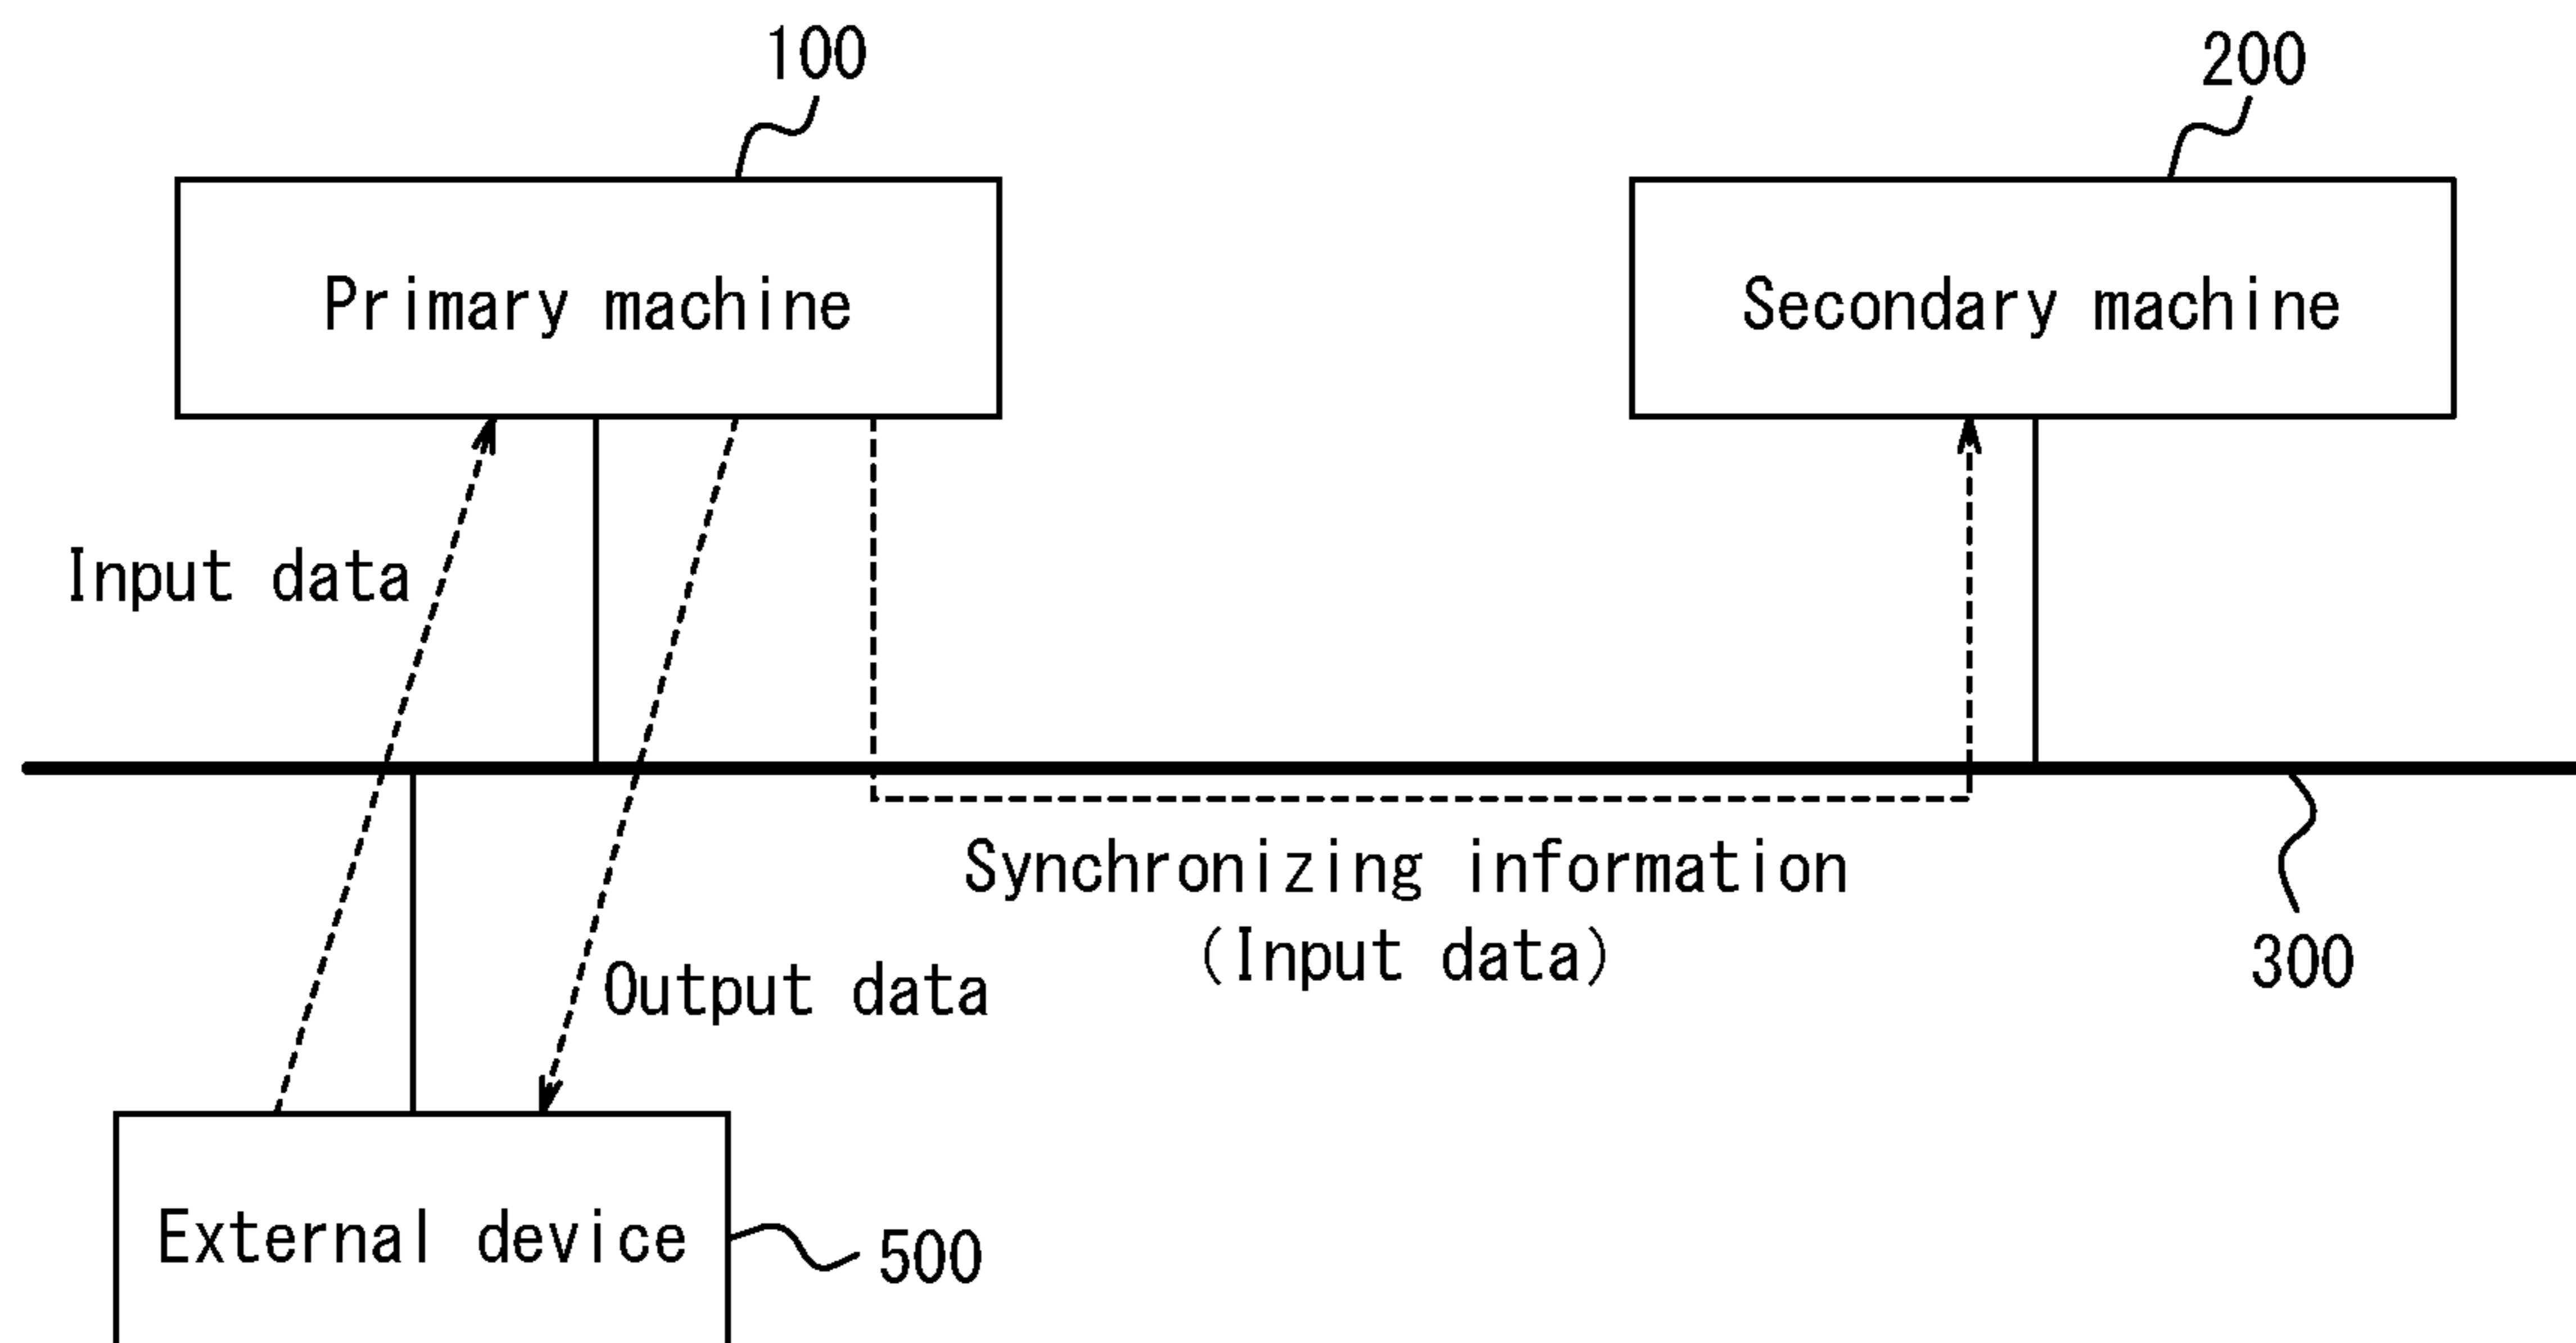 100
200
Primary machine
Secondary machine
Input data
Synchronizing information
(Input data)
300
Output data
External device
500